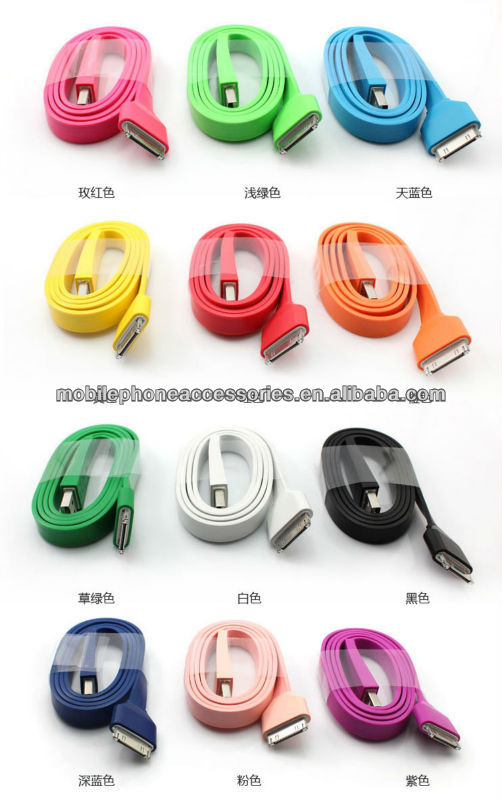 玫红色 浅绿色 天蓝色
mobilephoneaccessories.en.alibaba.com
草绿色 白色 黑色
深蓝色 粉色 紫色